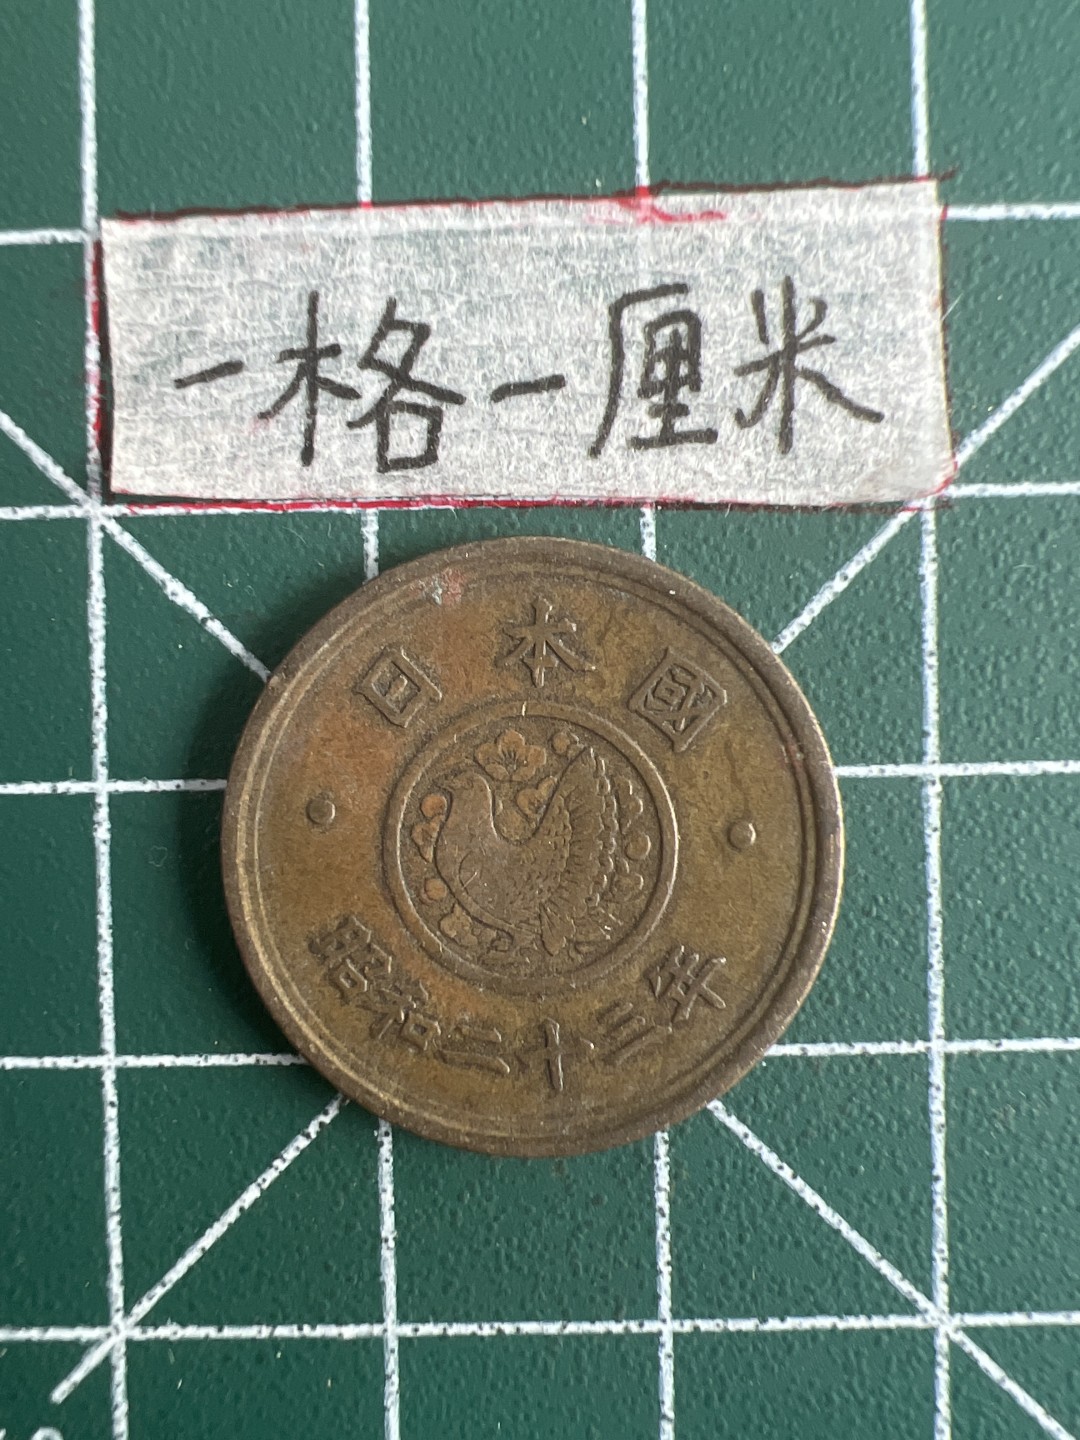 一格一厘米
日本國
昭和二十三年